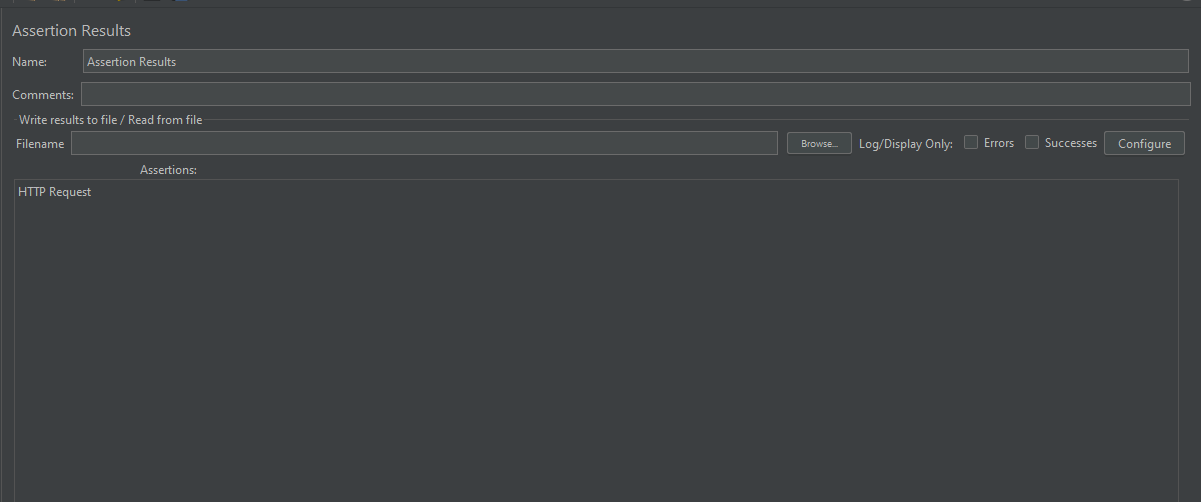 Assertion Results
Name: Assertion Results
Comments:
Write results to file / Read from file
Filename Browse... Log/Display Only: Errors Successes Configure
Assertions:
HTTP Request